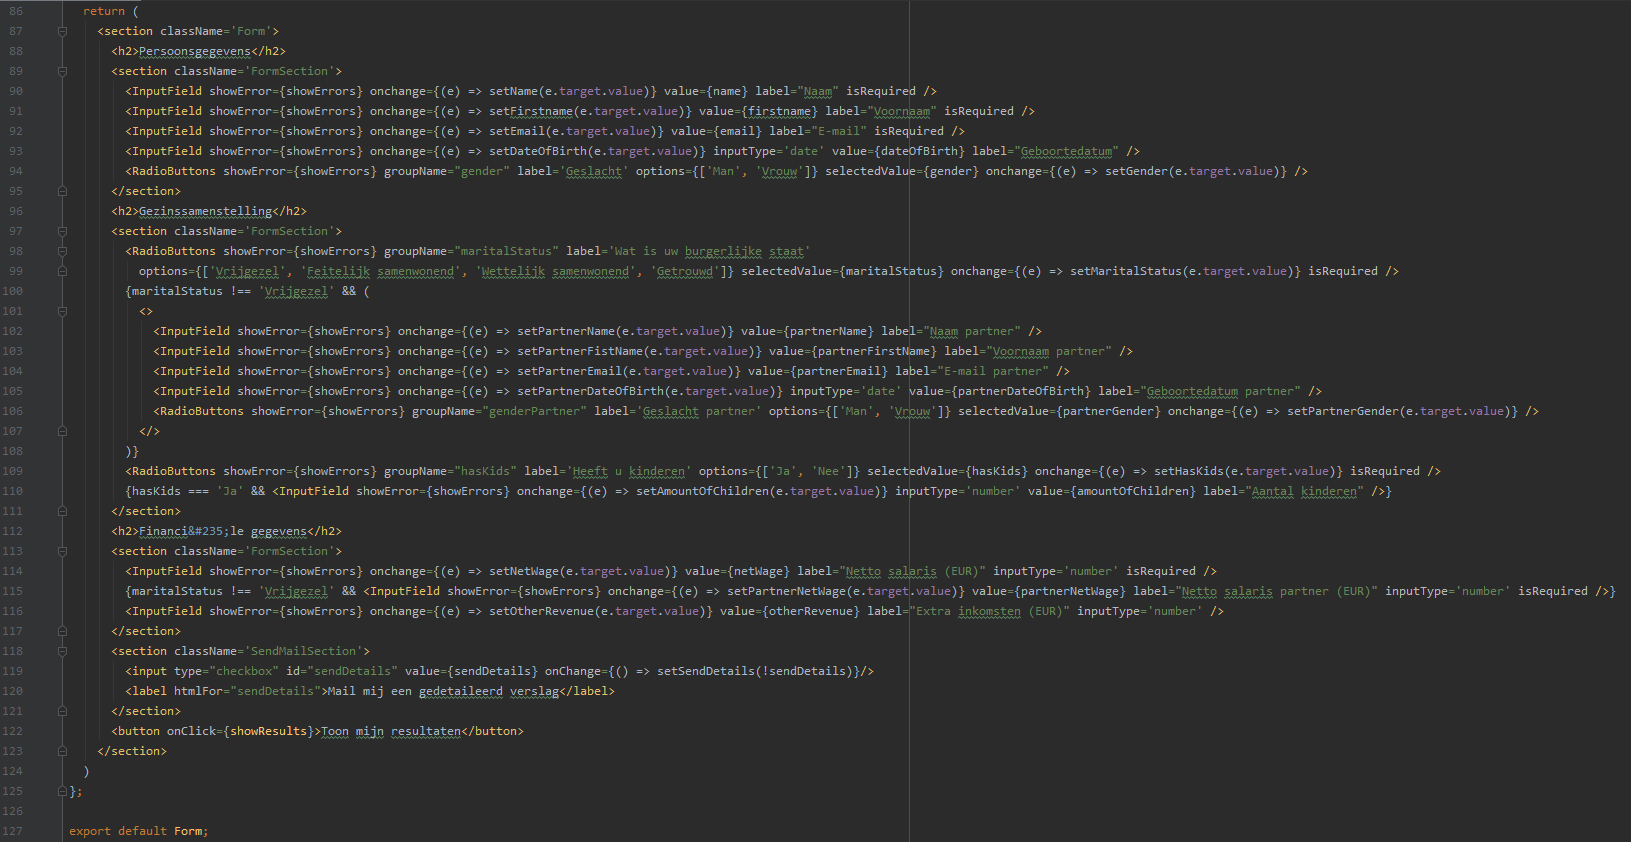 86 return (
87 <section className='Form'>
88 <h2>Persoonsgegevens</h2>
89 <section className='FormSection'>
90 <InputField showError={showErrors} onchange={(e) => setName(e.target.value)} value={name} label="Naam" isRequired />
91 <InputField showError={showErrors} onchange={(e) => setFirstname(e.target.value)} value={firstname} label="Voornaam" isRequired />
92 <InputField showError={showErrors} onchange={(e) => setEmail(e.target.value)} value={email} label="E-mail" isRequired />
93 <InputField showError={showErrors} onchange={(e) => setDateOfBirth(e.target.value)} inputType='date' value={dateOfBirth} label="Geboortedatum" />
94 <RadioButtons showError={showErrors} groupName="gender" label='Geslacht' options={['Man', 'Vrouw']} selectedValue={gender} onchange={(e) => setGender(e.target.value)} />
95 </section>
96 <h2>Gezinssamenstelling</h2>
97 <section className='FormSection'>
98 <RadioButtons showError={showErrors} groupName="maritalStatus" label='Wat is uw burgerlijke staat'
99 options={['Vrijgezel', 'Feitelijk samenwonend', 'Wettelijk samenwonend', 'Getrouwd']} selectedValue={maritalStatus} onchange={(e) => setMaritalStatus(e.target.value)} isRequired />
100 {maritalStatus !== 'Vrijgezel' && (
101 <>
102 <InputField showError={showErrors} onchange={(e) => setPartnerName(e.target.value)} value={partnerName} label="Naam partner" />
103 <InputField showError={showErrors} onchange={(e) => setPartnerFistName(e.target.value)} value={partnerFirstName} label="Voornaam partner" />
104 <InputField showError={showErrors} onchange={(e) => setPartnerEmail(e.target.value)} value={partnerEmail} label="E-mail partner" />
105 <InputField showError={showErrors} onchange={(e) => setPartnerDateOfBirth(e.target.value)} inputType='date' value={partnerDateOfBirth} label="Geboortedatum partner" />
106 <RadioButtons showError={showErrors} groupName="genderPartner" label='Geslacht partner' options={['Man', 'Vrouw']} selectedValue={partnerGender} onchange={(e) => setPartnerGender(e.target.value)} />
107 </>
108 )}
109 <RadioButtons showError={showErrors} groupName="hasKids" label='Heeft u kinderen' options={['Ja', 'Nee']} selectedValue={hasKids} onchange={(e) => setHasKids(e.target.value)} isRequired />
110 {hasKids === 'Ja' && <InputField showError={showErrors} onchange={(e) => setAmountOfChildren(e.target.value)} inputType='number' value={amountOfChildren} label="Aantal kinderen" />}
111 </section>
112 <h2>Financi&#235;le gegevens</h2>
113 <section className='FormSection'>
114 <InputField showError={showErrors} onchange={(e) => setNetWage(e.target.value)} value={netWage} label="Netto salaris (EUR)" inputType='number' isRequired />
115 {maritalStatus !== 'Vrijgezel' && <InputField showError={showErrors} onchange={(e) => setPartnerNetWage(e.target.value)} value={partnerNetWage} label="Netto salaris partner (EUR)" inputType='number' isRequired />}
116 <InputField showError={showErrors} onchange={(e) => setOtherRevenue(e.target.value)} value={otherRevenue} label="Extra inkomsten (EUR)" inputType='number' />
117 </section>
118 <section className='SendMailSection'>
119 <input type="checkbox" id="sendDetails" value={sendDetails} onChange={() => setSendDetails(!sendDetails)}/>
120 <label htmlFor="sendDetails">Mail mij een gedetaileerd verslag</label>
121 </section>
122 <button onClick={showResults}>Toon mijn resultaten</button>
123 </section>
124 )
125 };
126
127 export default Form;